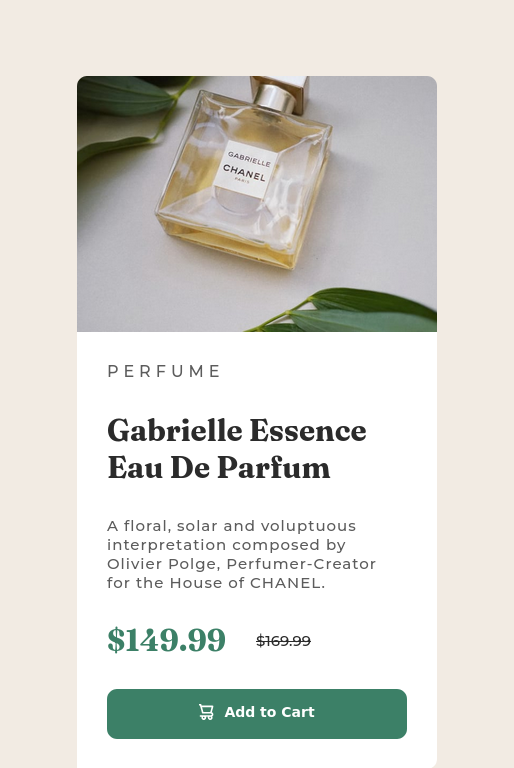 GABRIELLE
CHANEL
PARIS
PERFUME
Gabrielle Essence
Eau De Parfum
A floral, solar and voluptuous
interpretation composed by
Olivier Polge, Perfumer-Creator
for the House of CHANEL.
$149.99 $169.99
Add to Cart